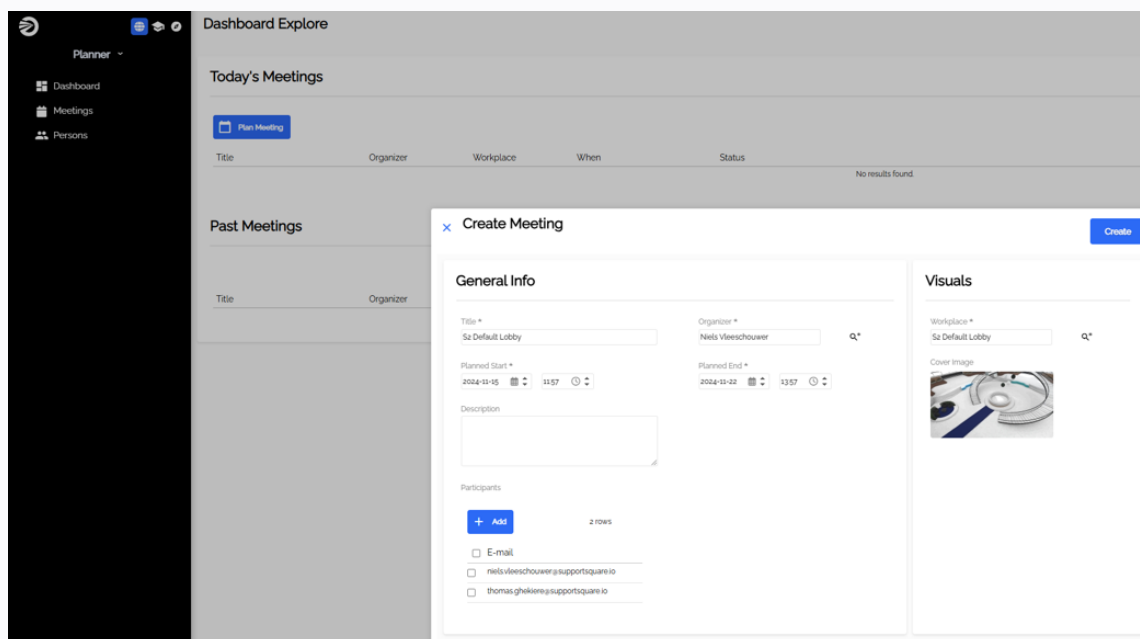 Dashboard Explore
Planner
Dashboard
Meetings
Persons
Today's Meetings
Plan Meeting
Title Organizer Workplace When Status
No results found.
Past Meetings
Title Organizer
Create Meeting
Create
General Info
Title * Organizer *
S2 Default Lobby Niels Vleeschouwer
Planned Start * Planned End *
2024-11-15 11:57 2024-11-22 13:57
Description
Participants
+ Add 2 rows
E-mail
niels.vleeschouwer@supportsquare.io
thomas.ghekiere@supportsquare.io
Visuals
Workplace *
S2 Default Lobby
Cover Image